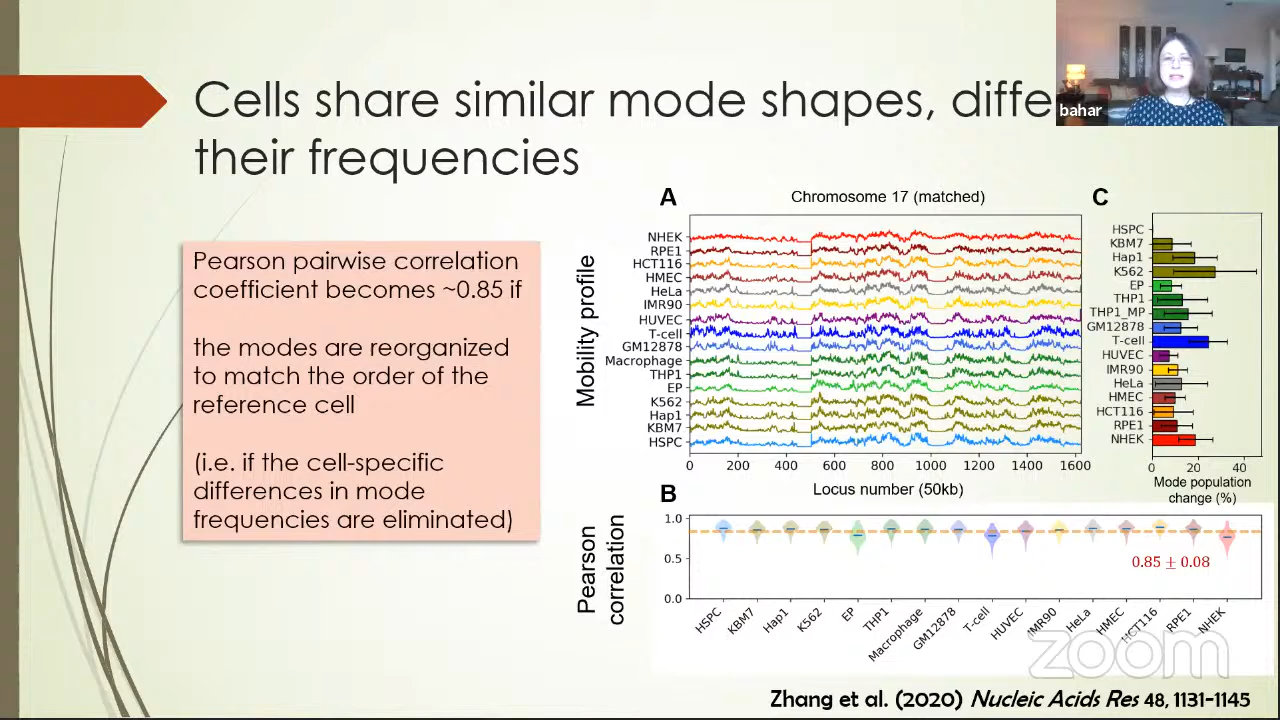 Cells share similar mode shapes, diffe
their frequencies
bahar
Pearson pairwise correlation
coefficient becomes ~0.85 if
the modes are reorganized
to match the order of the
reference cell
(i.e. if the cell-specific
differences in mode
frequencies are eliminated)
A
Chromosome 17 (matched)
Mobility profile
NHEK
RPE1
HCT116
HMEC
HeLa
IMR90
HUVEC
T-cell
GM12878
Macrophage
THP1
EP
K562
Hap1
KBM7
HSPC
0 200 400 600 800 1000 1200 1400 1600
Locus number (50kb)
C
HSPC
KBM7
Hap1
K562
EP
THP1
THP1_MP
GM12878
T-cell
HUVEC
IMR90
HeLa
HMEC
HCT116
RPE1
NHEK
0 20 40
Mode population
change (%)
B
Pearson
correlation
1.0
0.5
0.0
0.85 ± 0.08
HSPC KBM7 Hap1 K562 EP THP1 Macrophage GM12878 T-cell HUVEC IMR90 HeLa HMEC HCT116 RPE1 NHEK
zoom
Zhang et al. (2020) Nucleic Acids Res 48, 1131-1145